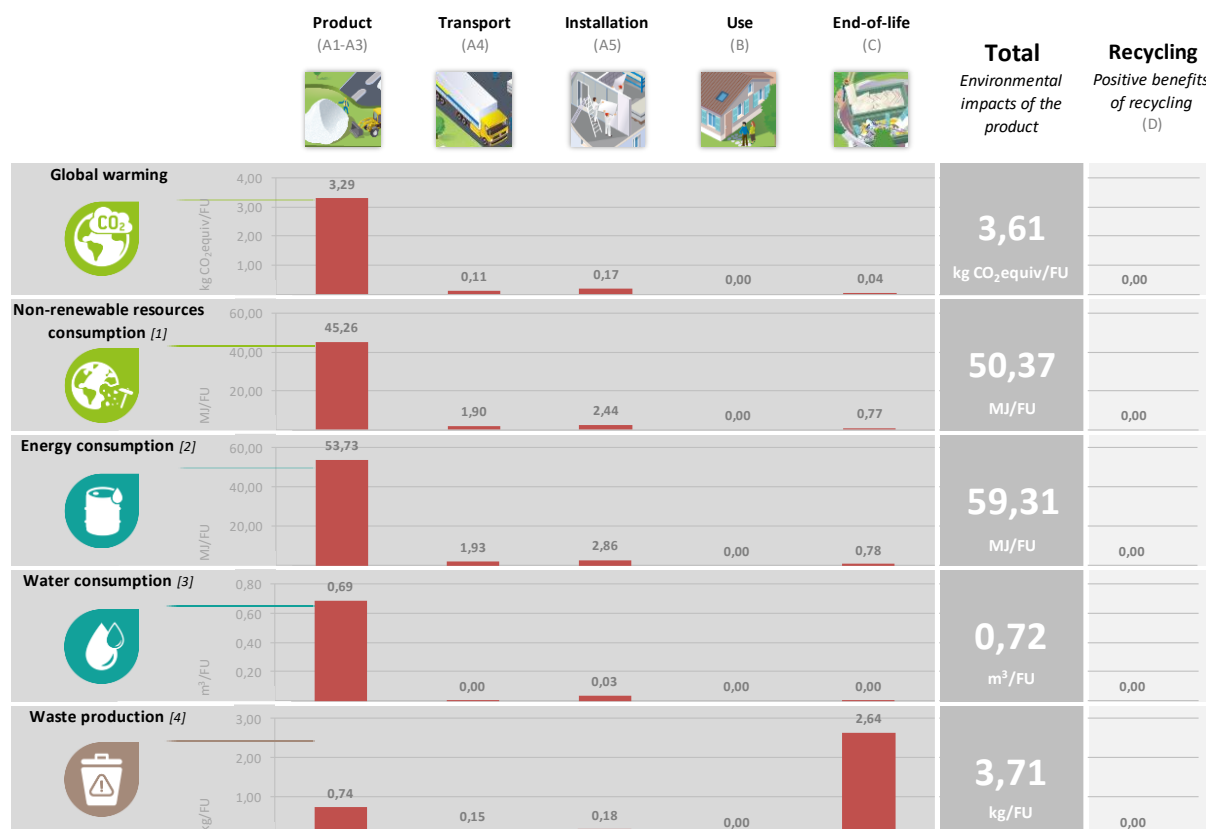 Product
(A1-A3)
Transport
(A4)
Installation
(A5)
Use
(B)
End-of-life
(C)
Total
Environmental
impacts of the
product
Recycling
Positive benefits
of recycling
(D)
Global warming
CO2
kg CO2equiv/FU
4,00
3,00
2,00
1,00
3,29
0,11
0,17
0,00
0,04
3,61
kg CO2equiv/FU
0,00
Non-renewable resources
consumption [1]
MJ/FU
60,00
40,00
20,00
45,26
1,90
2,44
0,00
0,77
50,37
MJ/FU
0,00
Energy consumption [2]
MJ/FU
60,00
40,00
20,00
53,73
1,93
2,86
0,00
0,78
59,31
MJ/FU
0,00
Water consumption [3]
m³/FU
0,80
0,60
0,40
0,20
0,69
0,00
0,03
0,00
0,00
0,72
m³/FU
0,00
Waste production [4]
kg/FU
3,00
2,00
1,00
0,74
0,15
0,18
0,00
2,64
3,71
kg/FU
0,00